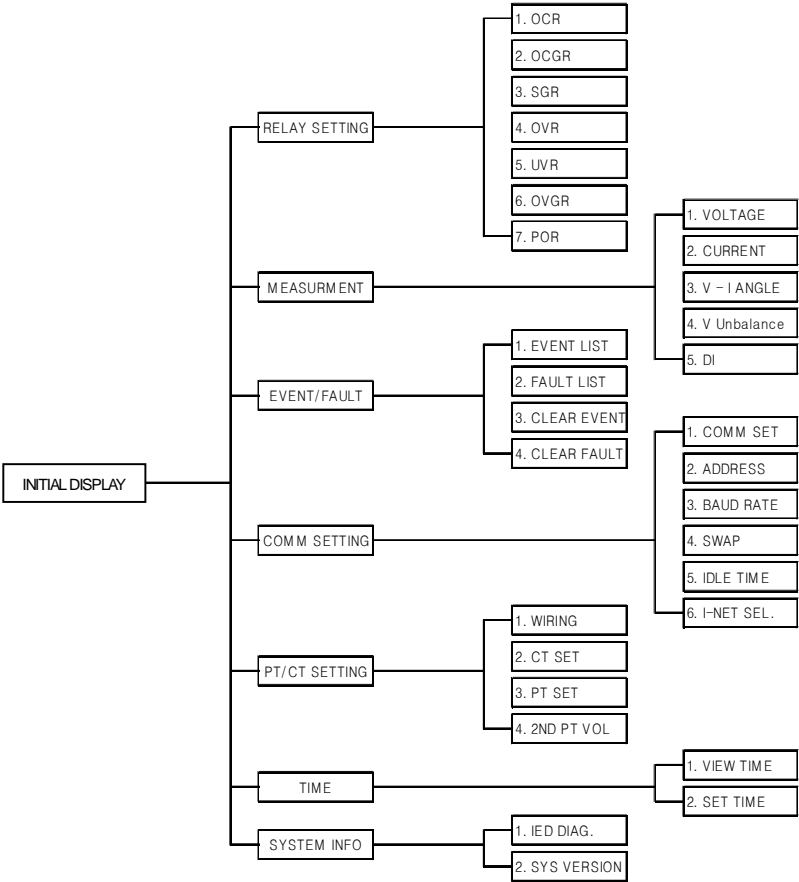 INITIAL DISPLAY
RELAY SETTING
1. OCR
2. OCGR
3. SGR
4. OVR
5. UVR
6. OVGR
7. POR
MEASURMENT
1. VOLTAGE
2. CURRENT
3. V - I ANGLE
4. V Unbalance
5. DI
EVENT/FAULT
1. EVENT LIST
2. FAULT LIST
3. CLEAR EVENT
4. CLEAR FAULT
COMM SETTING
1. COMM SET
2. ADDRESS
3. BAUD RATE
4. SWAP
5. IDLE TIME
6. I-NET SEL.
PT/CT SETTING
1. WIRING
2. CT SET
3. PT SET
4. 2ND PT VOL
TIME
1. VIEW TIME
2. SET TIME
SYSTEM INFO
1. IED DIAG.
2. SYS VERSION